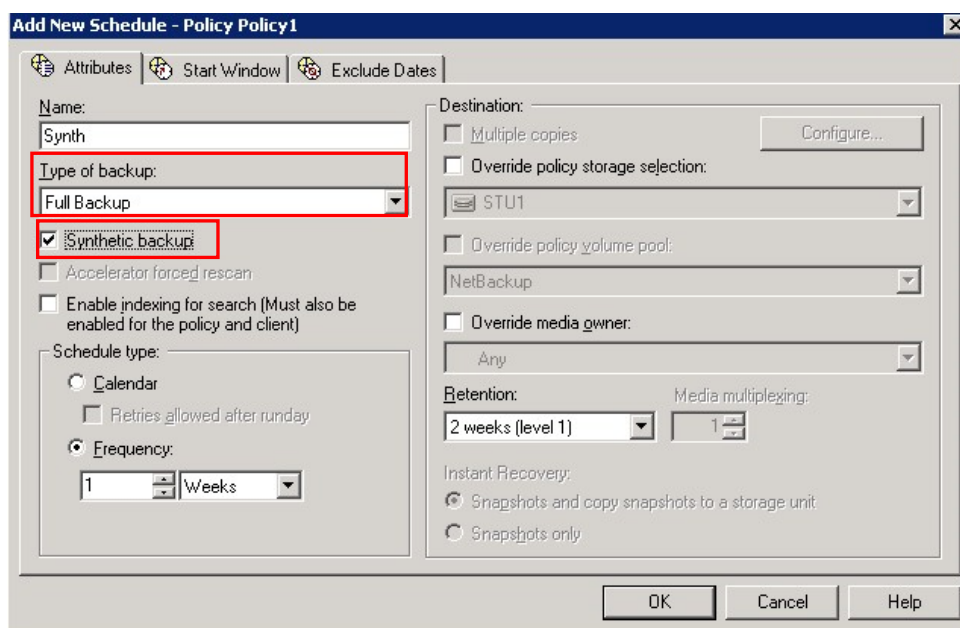 Add New Schedule - Policy Policy1
Attributes
Start Window
Exclude Dates
Name:
Synth
Type of backup:
Full Backup
Synthetic backup
Accelerator forced rescan
Enable indexing for search (Must also be
enabled for the policy and client)
Schedule type:
Calendar
Retries allowed after runday
Frequency:
1 Weeks
Destination:
Multiple copies
Configure...
Override policy storage selection:
STU1
Override policy volume pool:
NetBackup
Override media owner:
Any
Retention:
Media multiplexing:
2 weeks (level 1)
1
Instant Recovery:
Snapshots and copy snapshots to a storage unit
Snapshots only
OK
Cancel
Help